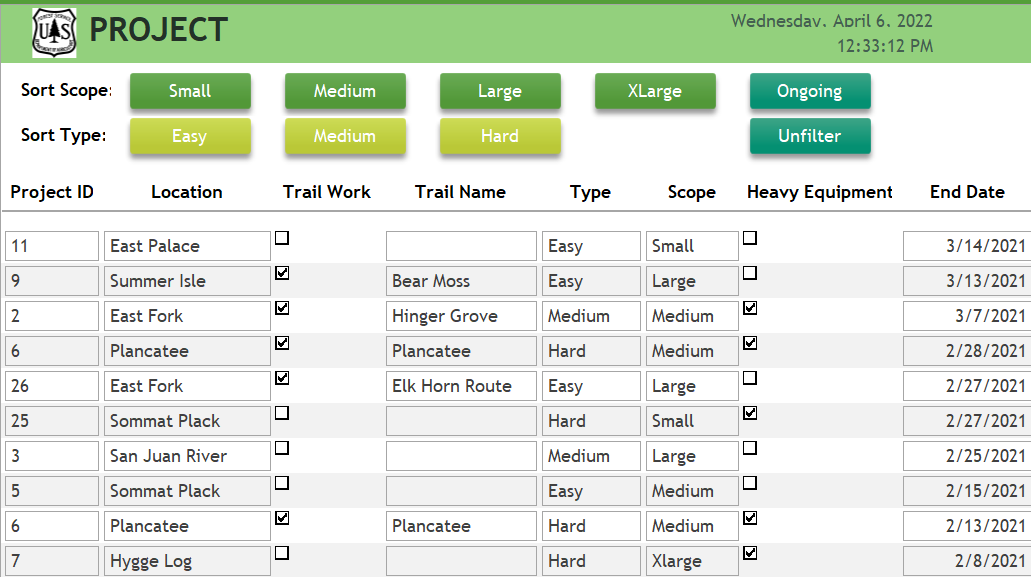 FOREST SERVICE
U S
DEPARTMENT OF AGRICULTURE
PROJECT
Wednesday, April 6, 2022
12:33:12 PM
Sort Scope: Small Medium Large XLarge Ongoing
Sort Type: Easy Medium Hard Unfilter
Project ID Location Trail Work Trail Name Type Scope Heavy Equipment End Date
11 East Palace Easy Small 3/14/2021
9 Summer Isle Bear Moss Easy Large 3/13/2021
2 East Fork Hinger Grove Medium Medium 3/7/2021
6 Plancatee Plancatee Hard Medium 2/28/2021
26 East Fork Elk Horn Route Easy Large 2/27/2021
25 Sommat Plack Hard Small 2/27/2021
3 San Juan River Medium Large 2/25/2021
5 Sommat Plack Easy Medium 2/15/2021
6 Plancatee Plancatee Hard Medium 2/13/2021
7 Hygge Log Hard Xlarge 2/8/2021